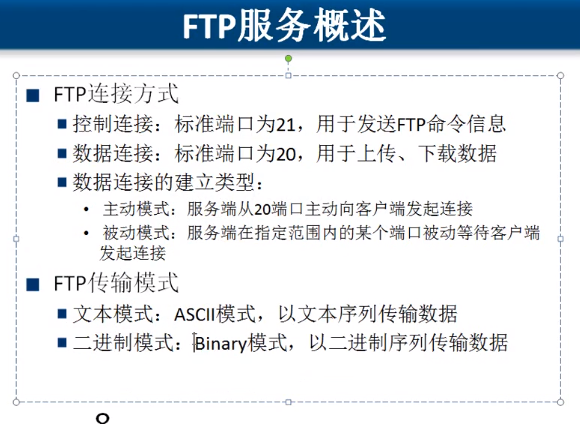 FTP服务概述
FTP连接方式
控制连接：标准端口为21，用于发送FTP命令信息
数据连接：标准端口为20，用于上传、下载数据
数据连接的建立类型：
• 主动模式：服务端从20端口主动向客户端发起连接
• 被动模式：服务端在指定范围内的某个端口被动等待客户端
发起连接
FTP传输模式
文本模式：ASCII模式，以文本序列传输数据
二进制模式：Binary模式，以二进制序列传输数据